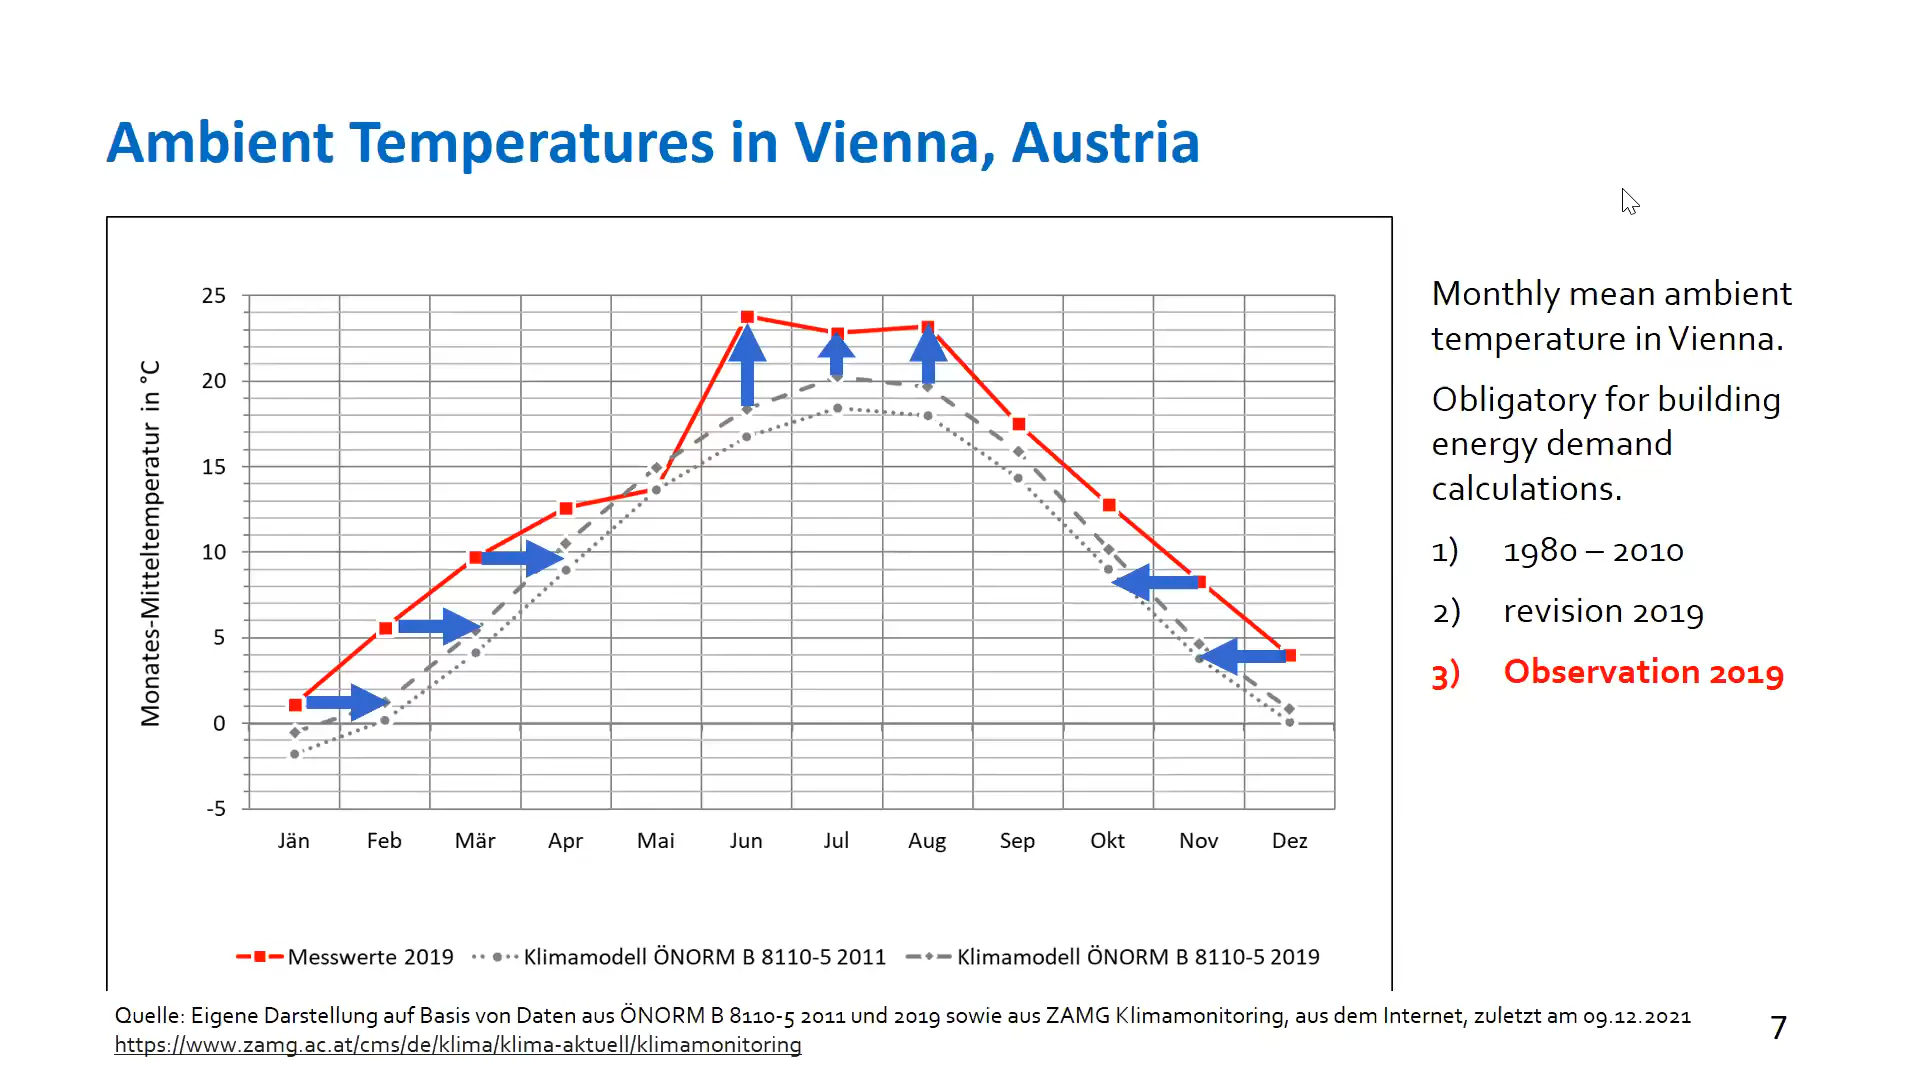 Ambient Temperatures in Vienna, Austria
Monates-Mitteltemperatur in °C
25
20
15
10
5
0
-5
Jän Feb Mär Apr Mai Jun Jul Aug Sep Okt Nov Dez
Messwerte 2019 Klimamodell ÖNORM B 8110-5 2011 Klimamodell ÖNORM B 8110-5 2019
Monthly mean ambient
temperature in Vienna.
Obligatory for building
energy demand
calculations.
1) 1980 – 2010
2) revision 2019
3) Observation 2019
Quelle: Eigene Darstellung auf Basis von Daten aus ÖNORM B 8110-5 2011 und 2019 sowie aus ZAMG Klimamonitoring, aus dem Internet, zuletzt am 09.12.2021
https://www.zamg.ac.at/cms/de/klima/klima-aktuell/klimamonitoring
7